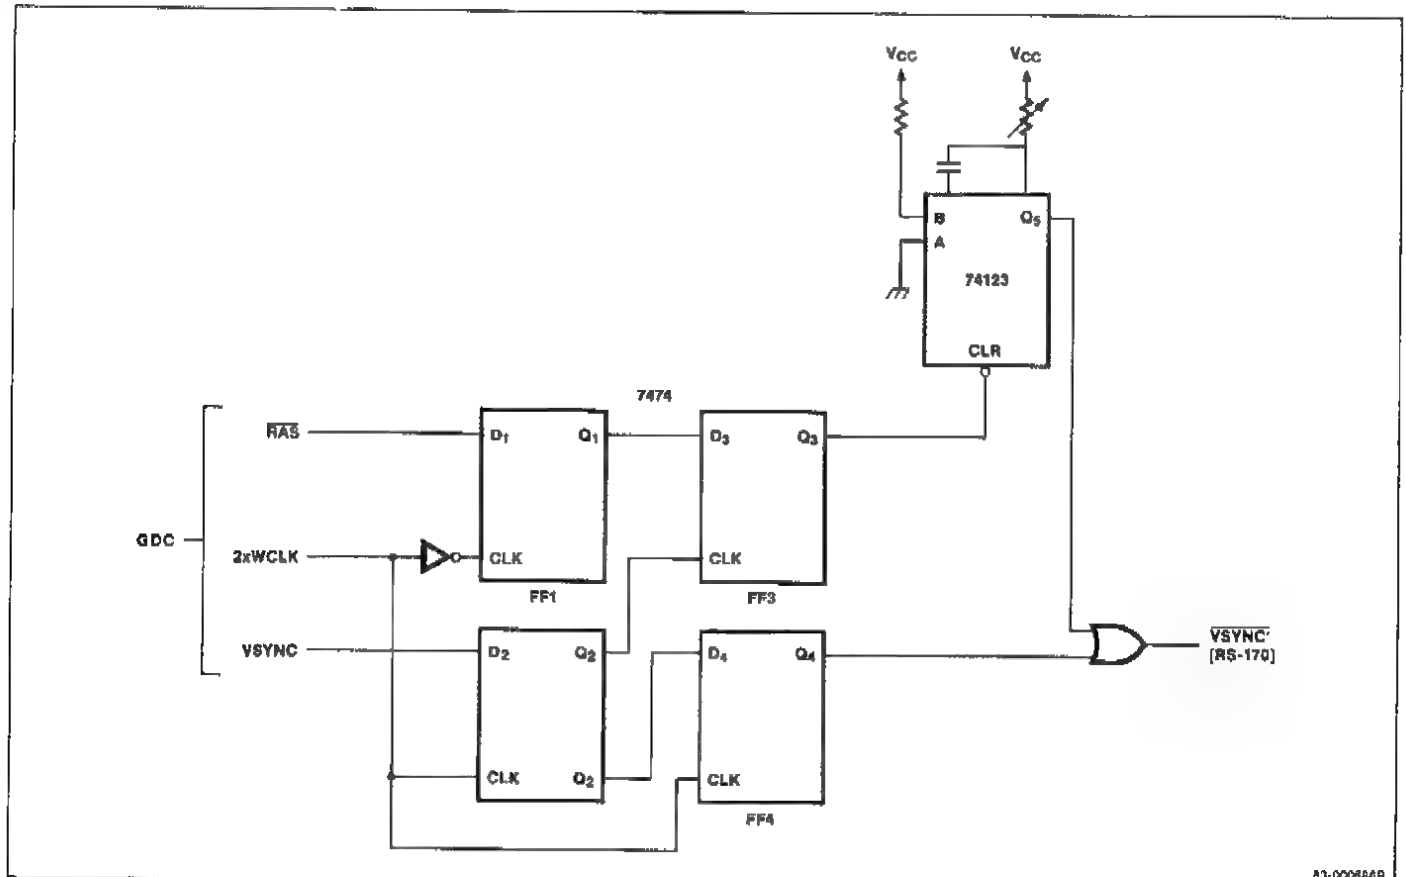 VCC
VCC
B
Q5
A
74123
CLR
7474
RAS
D1
Q1
D3
Q3
GDC
2xWCLK
CLK
CLK
FF1
FF3
VSYNC
D2
Q2
D4
Q4
VSYNC'
[RS-170]
CLK
Q2
CLK
FF4